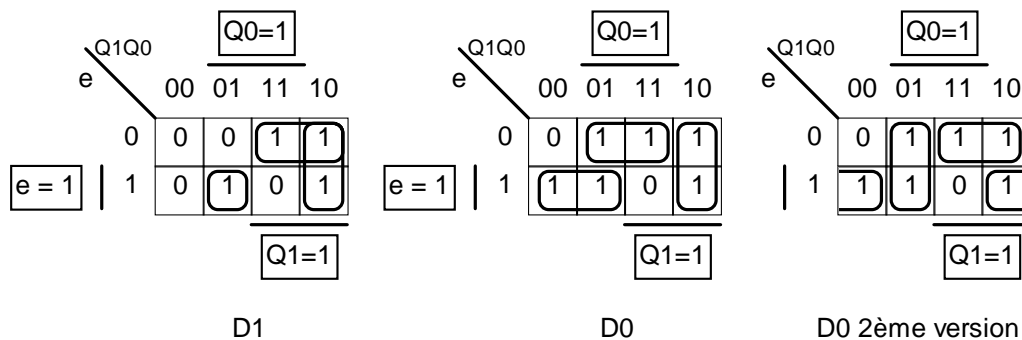 Q0=1 Q0=1 Q0=1
Q1Q0 Q1Q0 Q1Q0
e 00 01 11 10 e 00 01 11 10 e 00 01 11 10
0 0 0 1 1 0 0 1 1 1 0 0 1 1 1
e = 1 1 0 1 0 1 e = 1 1 1 1 0 1 1 1 1 0 1
Q1=1 Q1=1 Q1=1
D1 D0 D0 2ème version